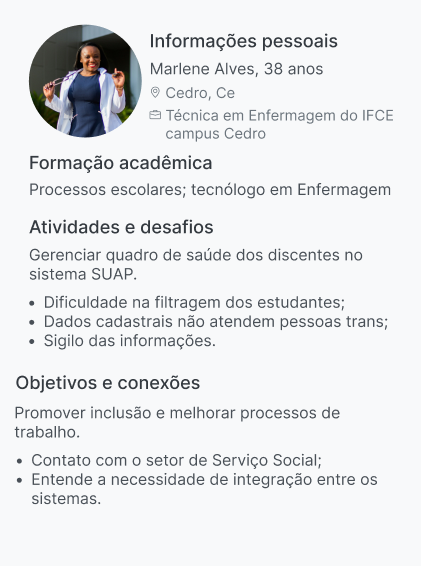 Informações pessoais
Marlene Alves, 38 anos
Cedro, Ce
Técnica em Enfermagem do IFCE
campus Cedro
Formação acadêmica
Processos escolares; tecnólogo em Enfermagem
Atividades e desafios
Gerenciar quadro de saúde dos discentes no
sistema SUAP.
• Dificuldade na filtragem dos estudantes;
• Dados cadastrais não atendem pessoas trans;
• Sigilo das informações.
Objetivos e conexões
Promover inclusão e melhorar processos de
trabalho.
• Contato com o setor de Serviço Social;
• Entende a necessidade de integração entre os
sistemas.